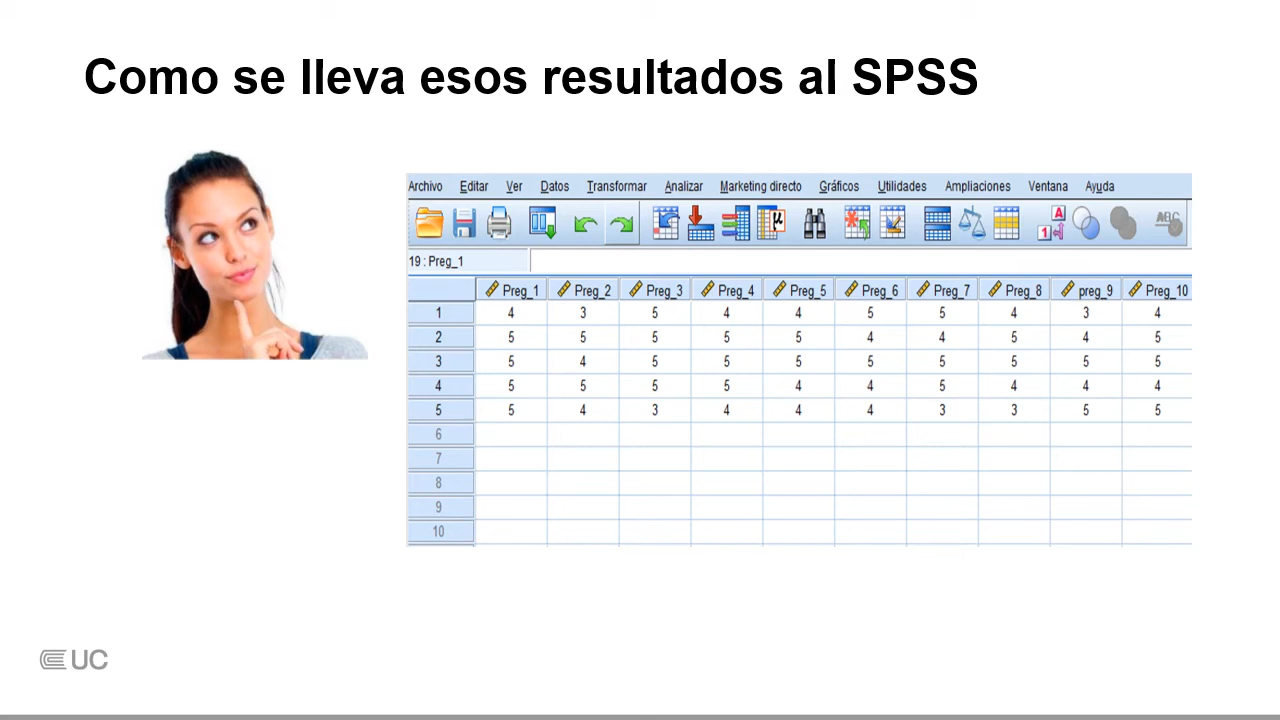 Como se lleva esos resultados al SPSS
Archivo Editar Ver Datos Transformar Analizar Marketing directo Gráficos Utilidades Ampliaciones Ventana Ayuda
19 : Preg_1
Preg_1 Preg_2 Preg_3 Preg_4 Preg_5 Preg_6 Preg_7 Preg_8 preg_9 Preg_10
1 4 3 5 4 4 5 5 4 3 4
2 5 5 5 5 5 4 4 5 4 5
3 5 4 5 5 5 5 5 5 5 5
4 5 5 5 5 4 4 5 4 4 4
5 5 4 3 4 4 4 3 3 5 5
6
7
8
9
10
UC